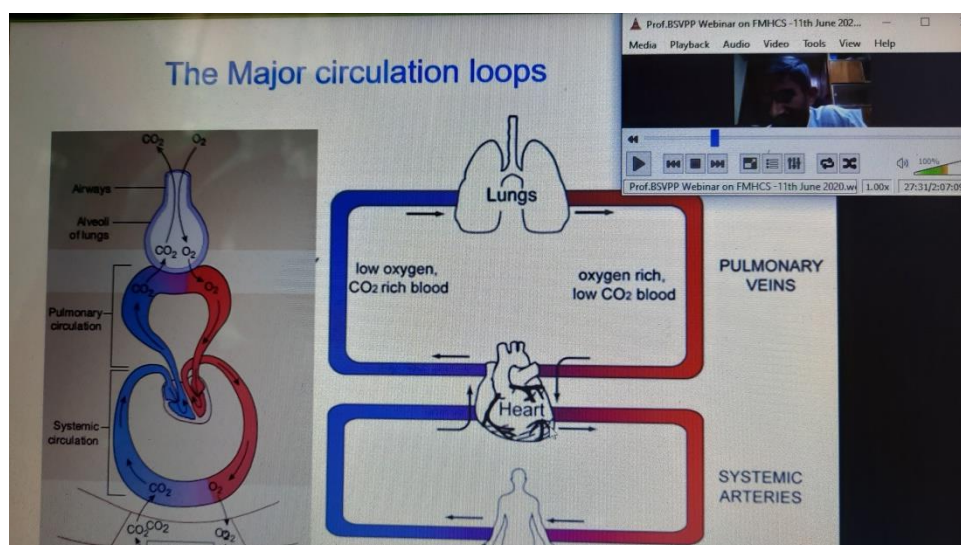 Prof.BSVPP Webinar on FMHCS -11th June 202...
Media Playback Audio Video Tools View Help
The Major circulation loops
CO2 O2
Airways
Alveoli
of lungs
CO2 O2
CO2 O2
Pulmonary
circulation
Systemic
circulation
CO2 O2
CO2CO2 O22
Lungs
low oxygen,
CO2 rich blood
oxygen rich,
low CO2 blood
PULMONARY
VEINS
Heart
SYSTEMIC
ARTERIES
100%
Prof.BSVPP Webinar on FMHCS -11th June 2020.w 1.00x 27:31/2:07:09